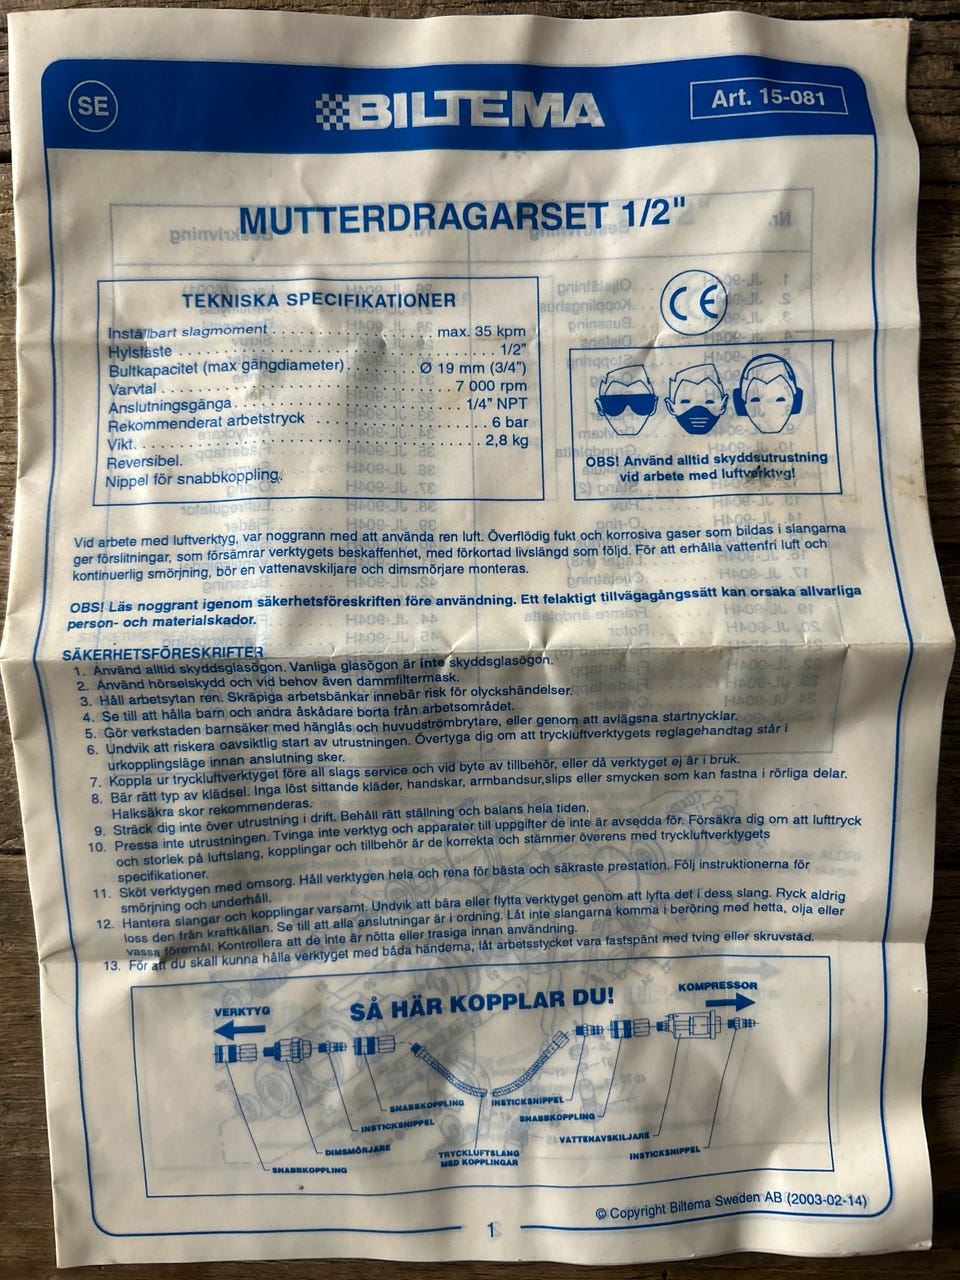 SE
BILTEMA
Art. 15-081
MUTTERDRAGARSET 1/2"
TEKNISKA SPECIFIKATIONER
Inställbart slagmoment . . . . . . . . . . . . . . . . . . . . . . max. 35 kpm
Hylsfäste . . . . . . . . . . . . . . . . . . . . . . . . . . . . . . . . . . . . . . . . . 1/2"
Bultkapacitet (max gängdiameter) . . . . . . . . . Ø 19 mm (3/4")
Varvtal . . . . . . . . . . . . . . . . . . . . . . . . . . . . . . . . . . . . . 7 000 rpm
Anslutningsgänga . . . . . . . . . . . . . . . . . . . . . . . . . . . . 1/4" NPT
Rekommenderat arbetstryck . . . . . . . . . . . . . . . . . . . . . . 6 bar
Vikt. . . . . . . . . . . . . . . . . . . . . . . . . . . . . . . . . . . . . . . . . . 2,8 kg
Reversibel.
Nippel för snabbkoppling.
CE
OBS! Använd alltid skyddsutrustning
vid arbete med luftverktyg!
Vid arbete med luftverktyg, var noggrann med att använda ren luft. Överflödig fukt och korrosiva gaser som bildas i slangarna
ger förslitningar, som försämrar verktygets beskaffenhet, med förkortad livslängd som följd. För att erhålla vattenfri luft och
kontinuerlig smörjning, bör en vattenavskiljare och dimsmörjare monteras.
OBS! Läs noggrant igenom säkerhetsföreskriften före användning. Ett felaktigt tillvägagångssätt kan orsaka allvarliga
person- och materialskador.
SÄKERHETSFÖRESKRIFTER
1. Använd alltid skyddsglasögon. Vanliga glasögon är inte skyddsglasögon.
2. Använd hörselskydd och vid behov även dammfiltermask.
3. Håll arbetsytan ren. Skräpiga arbetsbänkar innebär risk för olyckshändelser.
4. Se till att hålla barn och andra åskådare borta från arbetsområdet.
5. Gör verkstaden barnsäker med hänglås och huvudströmbrytare, eller genom att avlägsna startnycklar.
6. Undvik att riskera oavsiktlig start av utrustningen. Övertyga dig om att tryckluftverktygets reglagehandtag står i
urkopplingsläge innan anslutning sker.
7. Koppla ur tryckluftverktyget före all slags service och vid byte av tillbehör, eller då verktyget ej är i bruk.
8. Bär rätt typ av klädsel. Inga löst sittande kläder, handskar, armbandsur,slips eller smycken som kan fastna i rörliga delar.
Halksäkra skor rekommenderas.
9. Sträck dig inte över utrustning i drift. Behåll rätt ställning och balans hela tiden.
10. Pressa inte utrustningen. Tvinga inte verktyg och apparater till uppgifter de inte är avsedda för. Försäkra dig om att lufttryck
och storlek på luftslang, kopplingar och tillbehör är de korrekta och stämmer överens med tryckluftverktygets
specifikationer.
11. Sköt verktygen med omsorg. Håll verktygen hela och rena för bästa och säkraste prestation. Följ instruktionerna för
smörjning och underhåll.
12. Hantera slangar och kopplingar varsamt. Undvik att bära eller flytta verktyget genom att lyfta det i dess slang. Ryck aldrig
loss den från kraftkällan. Se till att alla anslutningar är i ordning. Låt inte slangarna komma i beröring med hetta, olja eller
vassa föremål. Kontrollera att de inte är nötta eller trasiga innan användning.
13. För att du skall kunna hålla verktyget med båda händerna, låt arbetsstycket vara fastspänt med tving eller skruvstäd.
SÅ HÄR KOPPLAR DU!
VERKTYG
KOMPRESSOR
SNABBKOPPLING
INSTICKSNIPPEL
DIMSMÖRJARE
SNABBKOPPLING
TRYCKLUFTSLANG
MED KOPPLINGAR
INSTICKSNIPPEL
SNABBKOPPLING
VATTENAVSKILJARE
INSTICKSNIPPEL
© Copyright Biltema Sweden AB (2003-02-14)
1